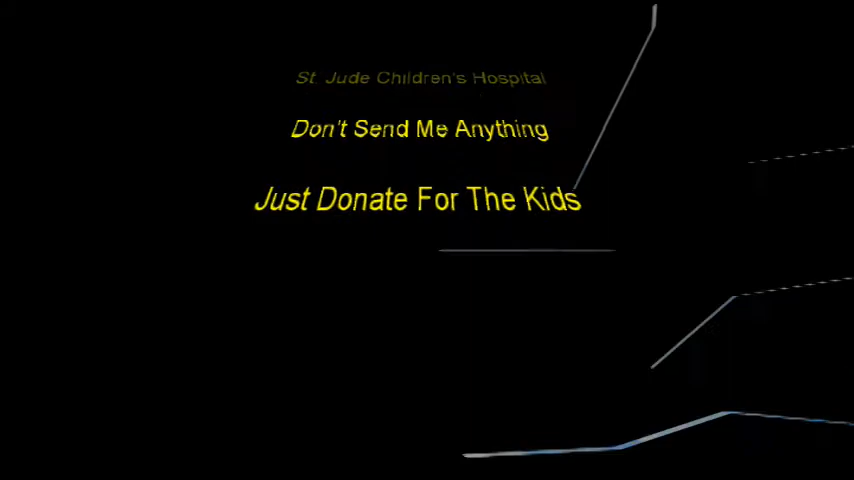 St. Jude Children's Hospital
Don't Send Me Anything
Just Donate For The Kids